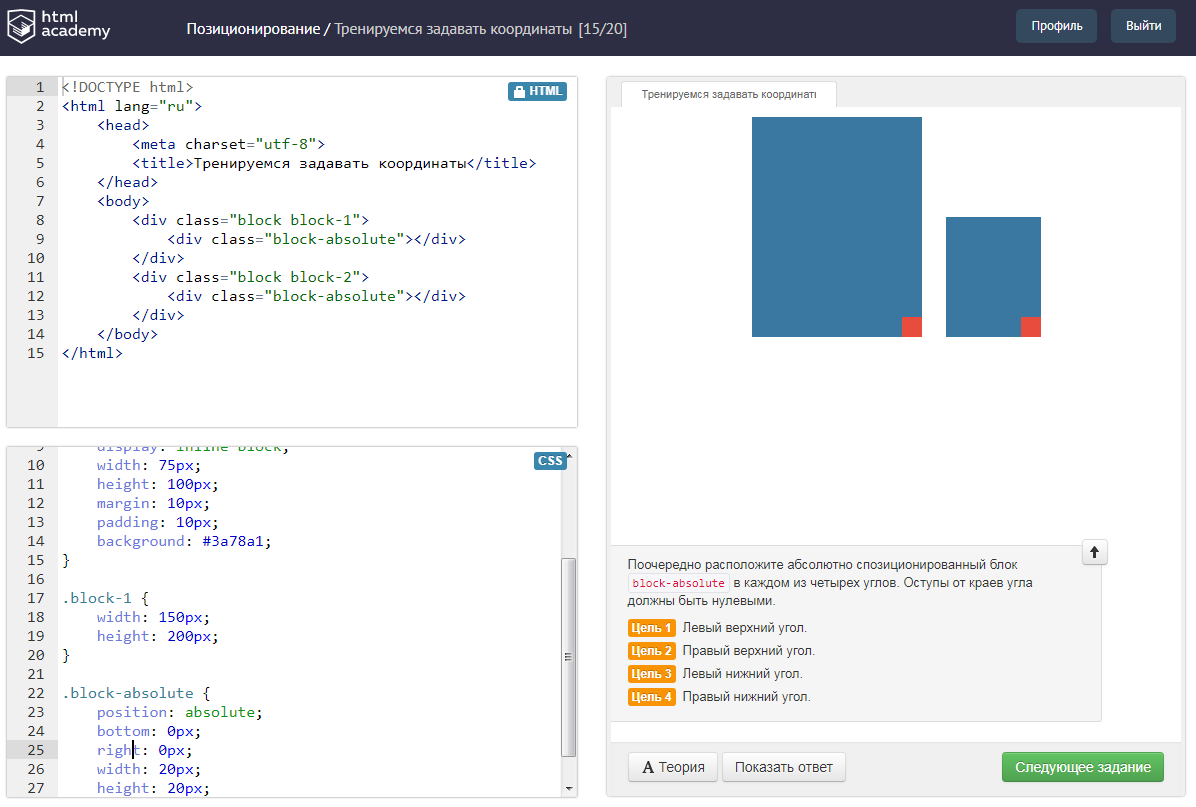 html
academy
Позиционирование / Тренируемся задавать координаты [15/20]
Профиль
Выйти
1 <!DOCTYPE html>
HTML
2 <html lang="ru">
3 <head>
4 <meta charset="utf-8">
5 <title>Тренируемся задавать координаты</title>
6 </head>
7 <body>
8 <div class="block block-1">
9 <div class="block-absolute"></div>
10 </div>
11 <div class="block block-2">
12 <div class="block-absolute"></div>
13 </div>
14 </body>
15 </html>
9 display: inline-block;
CSS
10 width: 75px;
11 height: 100px;
12 margin: 10px;
13 padding: 10px;
14 background: #3a78a1;
15 }
16
17 .block-1 {
18 width: 150px;
19 height: 200px;
20 }
21
22 .block-absolute {
23 position: absolute;
24 bottom: 0px;
25 right: 0px;
26 width: 20px;
27 height: 20px;
Тренируемся задавать координаты
Поочередно расположите абсолютно спозиционированный блок
block-absolute в каждом из четырех углов. Оступы от краев угла
должны быть нулевыми.
Цель 1 Левый верхний угол.
Цель 2 Правый верхний угол.
Цель 3 Левый нижний угол.
Цель 4 Правый нижний угол.
A Теория
Показать ответ
Следующее задание